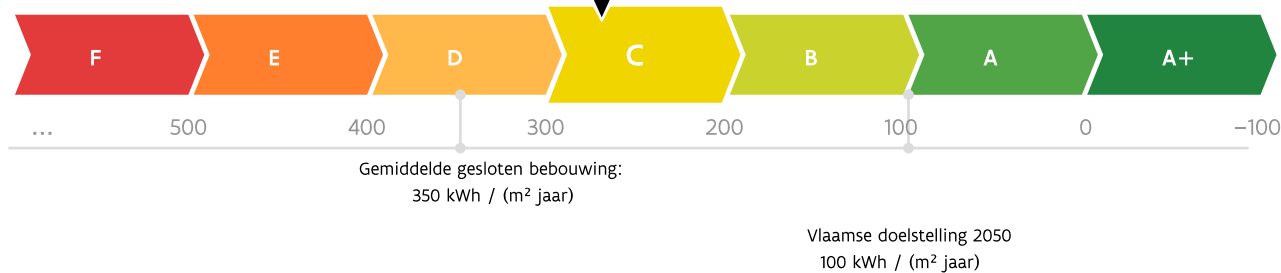 F E D C B A A+
... 500 400 300 200 100 0 –100
Gemiddelde gesloten bebouwing:
350 kWh / (m² jaar)
Vlaamse doelstelling 2050
100 kWh / (m² jaar)